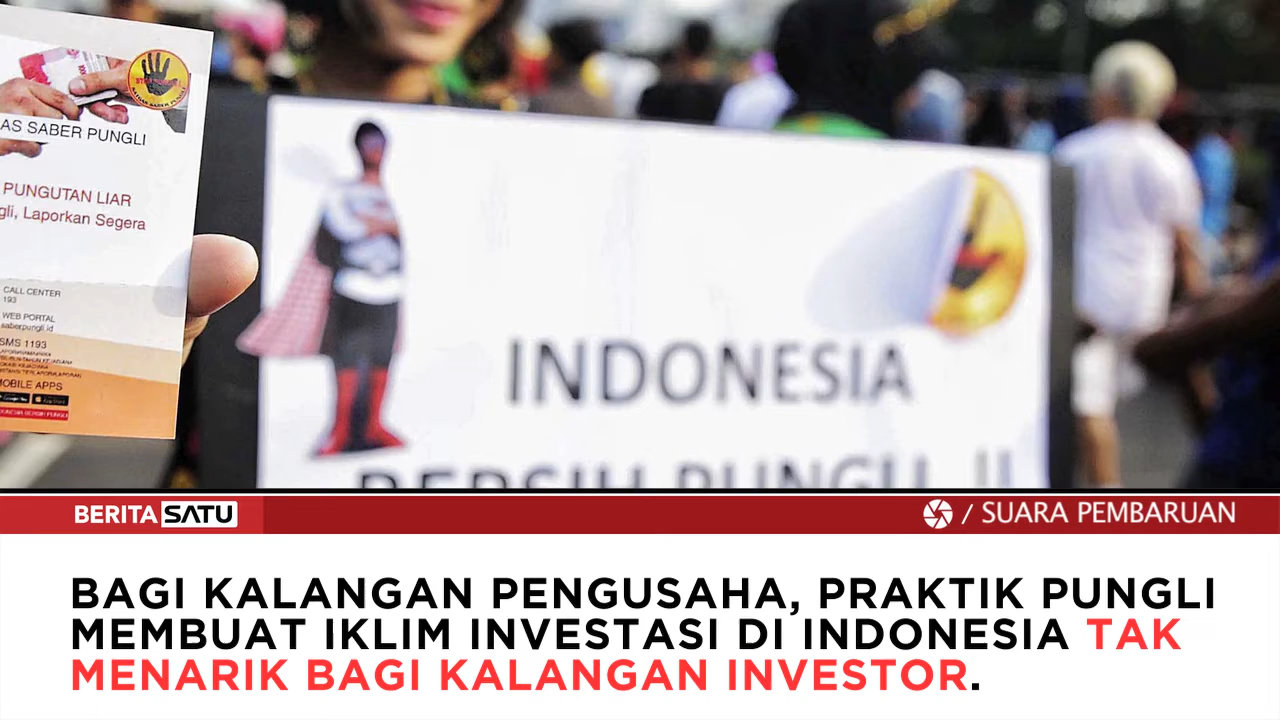 AS SABER PUNGLI
PUNGUTAN LIAR
gli, Laporkan Segera
CALL CENTER
193
WEB PORTAL
saberpungli.id
SMS 1193
MOBILE APPS
INDONESIA
BERSIH PUNGLI !!
BERITA SATU
/ SUARA PEMBARUAN
BAGI KALANGAN PENGUSAHA, PRAKTIK PUNGLI
MEMBUAT IKLIM INVESTASI DI INDONESIA TAK
MENARIK BAGI KALANGAN INVESTOR.